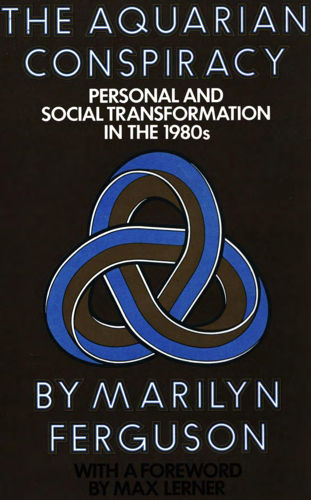 THE AQUARIAN
CONSPIRACY
PERSONAL AND
SOCIAL TRANSFORMATION
IN THE 1980s
BY MARILYN
FERGUSON
WITH A FOREWORD
BY MAX LERNER